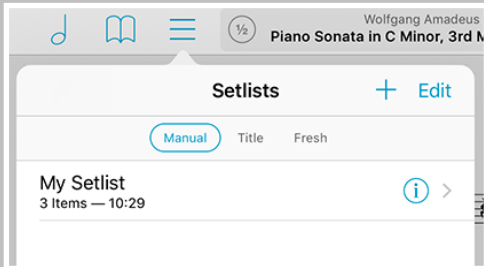 ½
Wolfgang Amadeus
Piano Sonata in C Minor, 3rd
Setlists
Edit
Manual Title Fresh
My Setlist
3 Items — 10:29